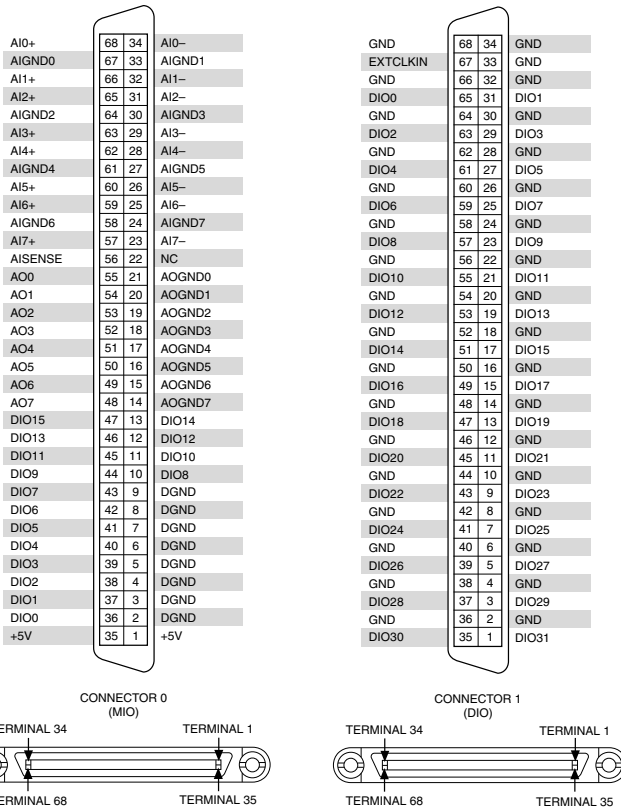 AI0+ 68 34 AI0–
AIGND0 67 33 AIGND1
AI1+ 66 32 AI1–
AI2+ 65 31 AI2–
AIGND2 64 30 AIGND3
AI3+ 63 29 AI3–
AI4+ 62 28 AI4–
AIGND4 61 27 AIGND5
AI5+ 60 26 AI5–
AI6+ 59 25 AI6–
AIGND6 58 24 AIGND7
AI7+ 57 23 AI7–
AISENSE 56 22 NC
AO0 55 21 AOGND0
AO1 54 20 AOGND1
AO2 53 19 AOGND2
AO3 52 18 AOGND3
AO4 51 17 AOGND4
AO5 50 16 AOGND5
AO6 49 15 AOGND6
AO7 48 14 AOGND7
DIO15 47 13 DIO14
DIO13 46 12 DIO12
DIO11 45 11 DIO10
DIO9 44 10 DIO8
DIO7 43 9 DGND
DIO6 42 8 DGND
DIO5 41 7 DGND
DIO4 40 6 DGND
DIO3 39 5 DGND
DIO2 38 4 DGND
DIO1 37 3 DGND
DIO0 36 2 DGND
+5V 35 1 +5V
CONNECTOR 0
(MIO)
ERMINAL 34 TERMINAL 1
ERMINAL 68 TERMINAL 35
GND 68 34 GND
EXTCLKIN 67 33 GND
GND 66 32 GND
DIO0 65 31 DIO1
GND 64 30 GND
DIO2 63 29 DIO3
GND 62 28 GND
DIO4 61 27 DIO5
GND 60 26 GND
DIO6 59 25 DIO7
GND 58 24 GND
DIO8 57 23 DIO9
GND 56 22 GND
DIO10 55 21 DIO11
GND 54 20 GND
DIO12 53 19 DIO13
GND 52 18 GND
DIO14 51 17 DIO15
GND 50 16 GND
DIO16 49 15 DIO17
GND 48 14 GND
DIO18 47 13 DIO19
GND 46 12 GND
DIO20 45 11 DIO21
GND 44 10 GND
DIO22 43 9 DIO23
GND 42 8 GND
DIO24 41 7 DIO25
GND 40 6 GND
DIO26 39 5 DIO27
GND 38 4 GND
DIO28 37 3 DIO29
GND 36 2 GND
DIO30 35 1 DIO31
CONNECTOR 1
(DIO)
TERMINAL 34 TERMINAL 1
TERMINAL 68 TERMINAL 35